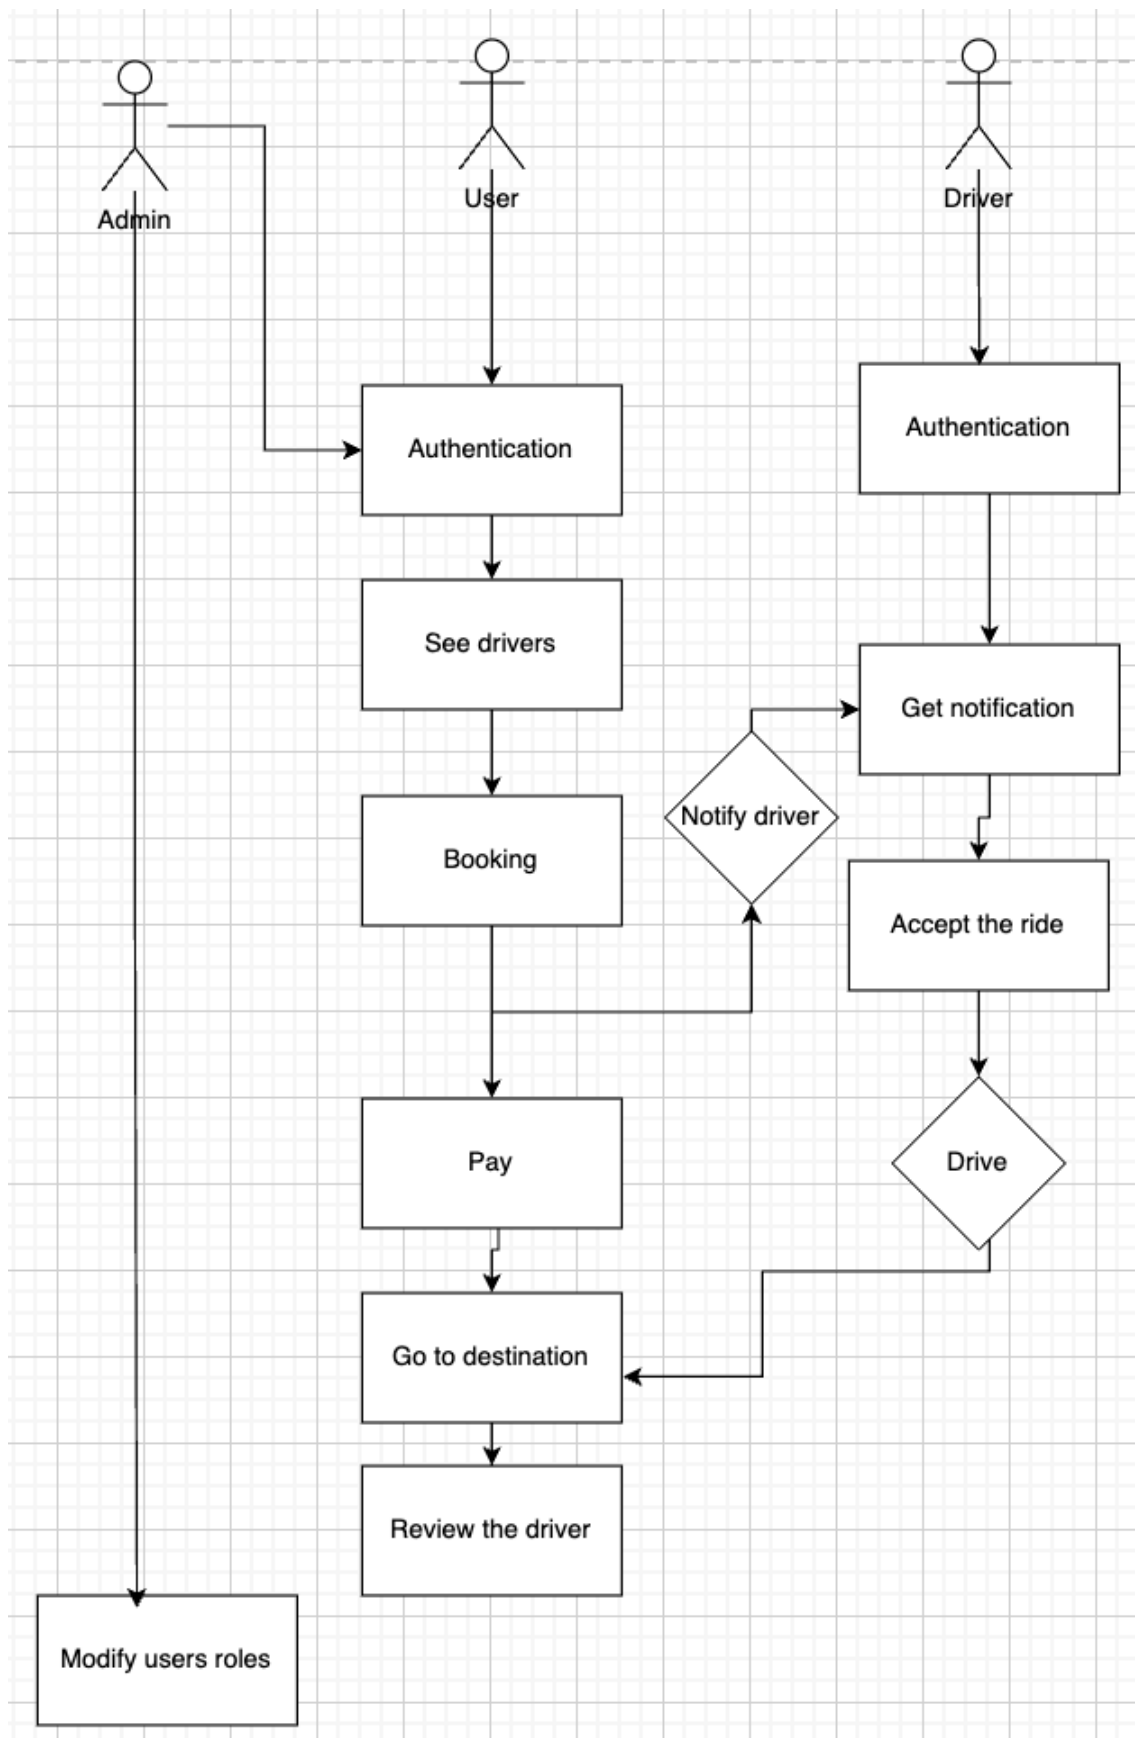 Admin
User
Driver
Authentication
Authentication
See drivers
Get notification
Notify driver
Booking
Accept the ride
Pay
Drive
Go to destination
Review the driver
Modify users roles